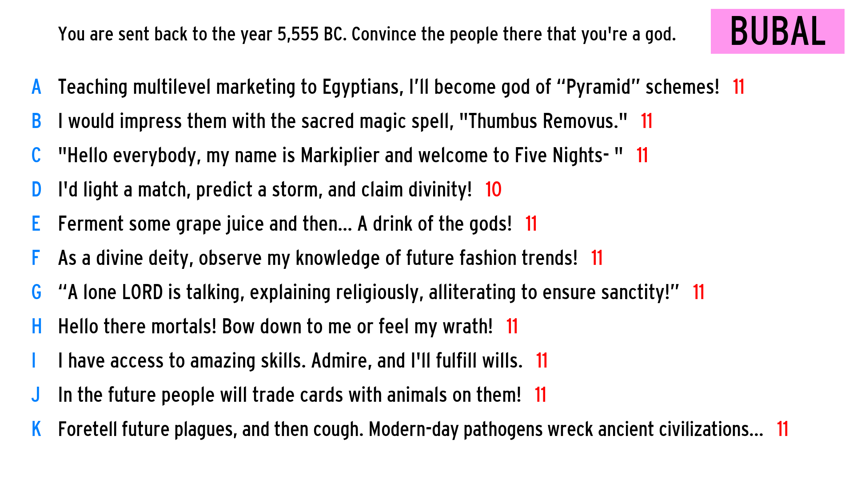 You are sent back to the year 5,555 BC. Convince the people there that you're a god.
BUBAL
A Teaching multilevel marketing to Egyptians, I’ll become god of “Pyramid” schemes! 11
B I would impress them with the sacred magic spell, "Thumbus Removus." 11
C "Hello everybody, my name is Markiplier and welcome to Five Nights- " 11
D I'd light a match, predict a storm, and claim divinity! 10
E Ferment some grape juice and then... A drink of the gods! 11
F As a divine deity, observe my knowledge of future fashion trends! 11
G “A lone LORD is talking, explaining religiously, alliterating to ensure sanctity!” 11
H Hello there mortals! Bow down to me or feel my wrath! 11
I I have access to amazing skills. Admire, and I'll fulfill wills. 11
J In the future people will trade cards with animals on them! 11
K Foretell future plagues, and then cough. Modern-day pathogens wreck ancient civilizations... 11